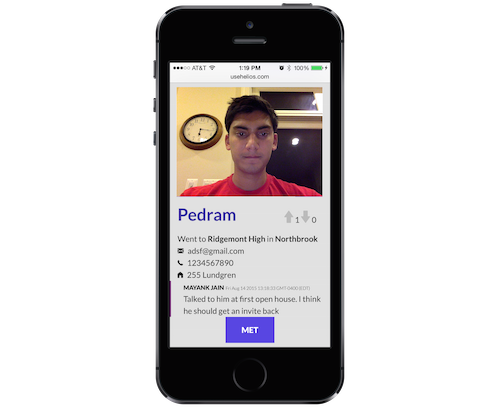 AT&T 1:19 PM 100%
usehelios.com
Pedram
1 0
Went to Ridgemont High in Northbrook
adsf@gmail.com
1234567890
255 Lundgren
MAYANK JAIN Fri Aug 14 2015 13:18:33 GMT-0400 (EDT)
Talked to him at first open house. I think
he should get an invite back
MET